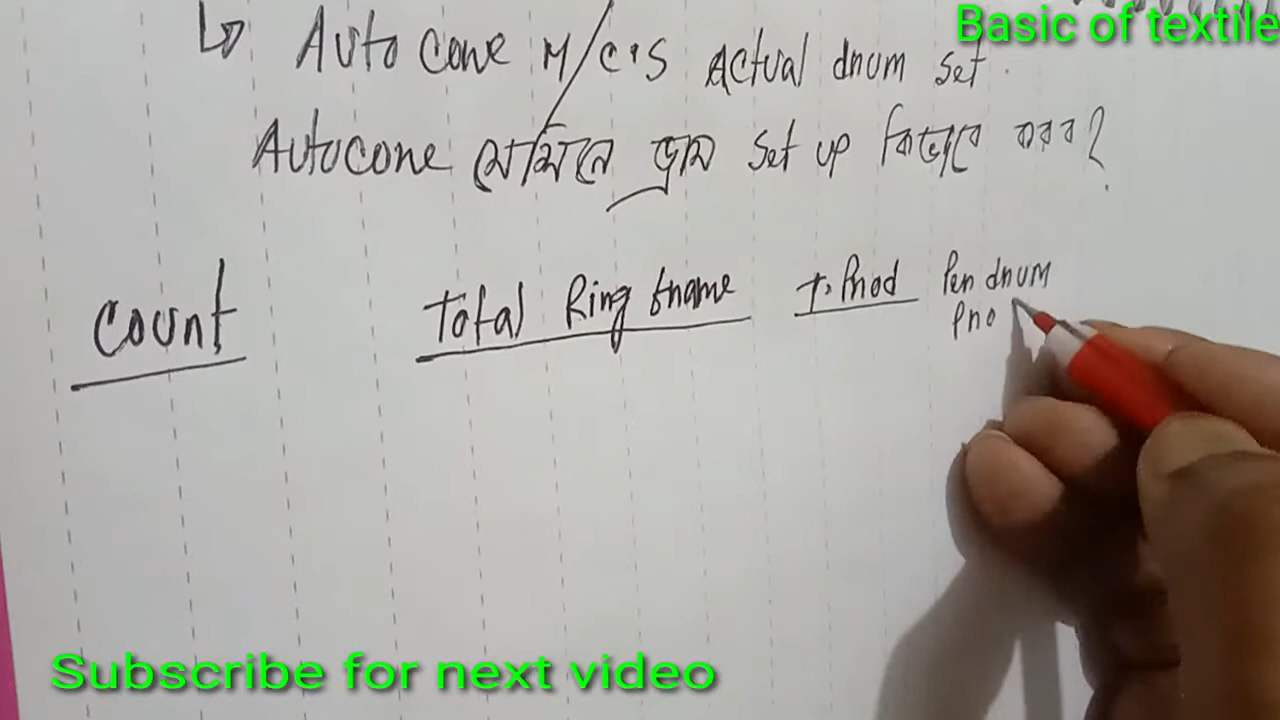 Basic of textile
↳ Auto cone M/C's Actual drum set.
Autocone মেশিনে ড্রাম set up কিভাবে করব?
Count Total Ring frame T. Prod Per drum
Pro
Subscribe for next video